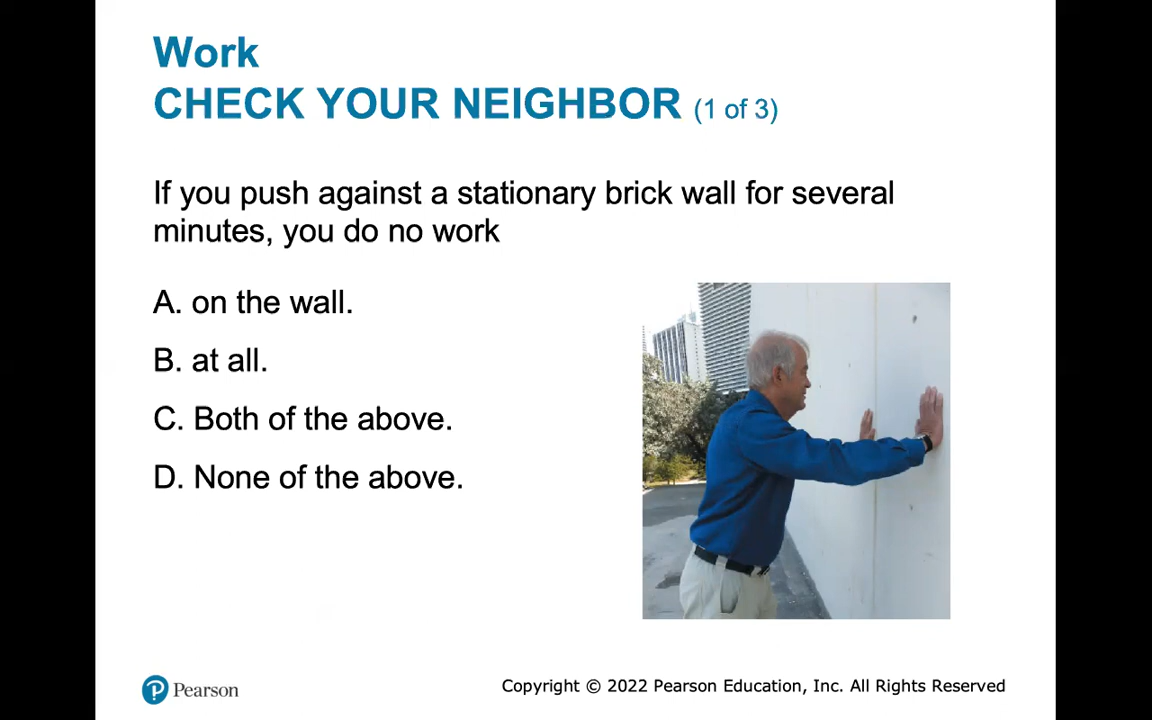 Work
CHECK YOUR NEIGHBOR (1 of 3)
If you push against a stationary brick wall for several
minutes, you do no work
A. on the wall.
B. at all.
C. Both of the above.
D. None of the above.
Pearson
Copyright © 2022 Pearson Education, Inc. All Rights Reserved